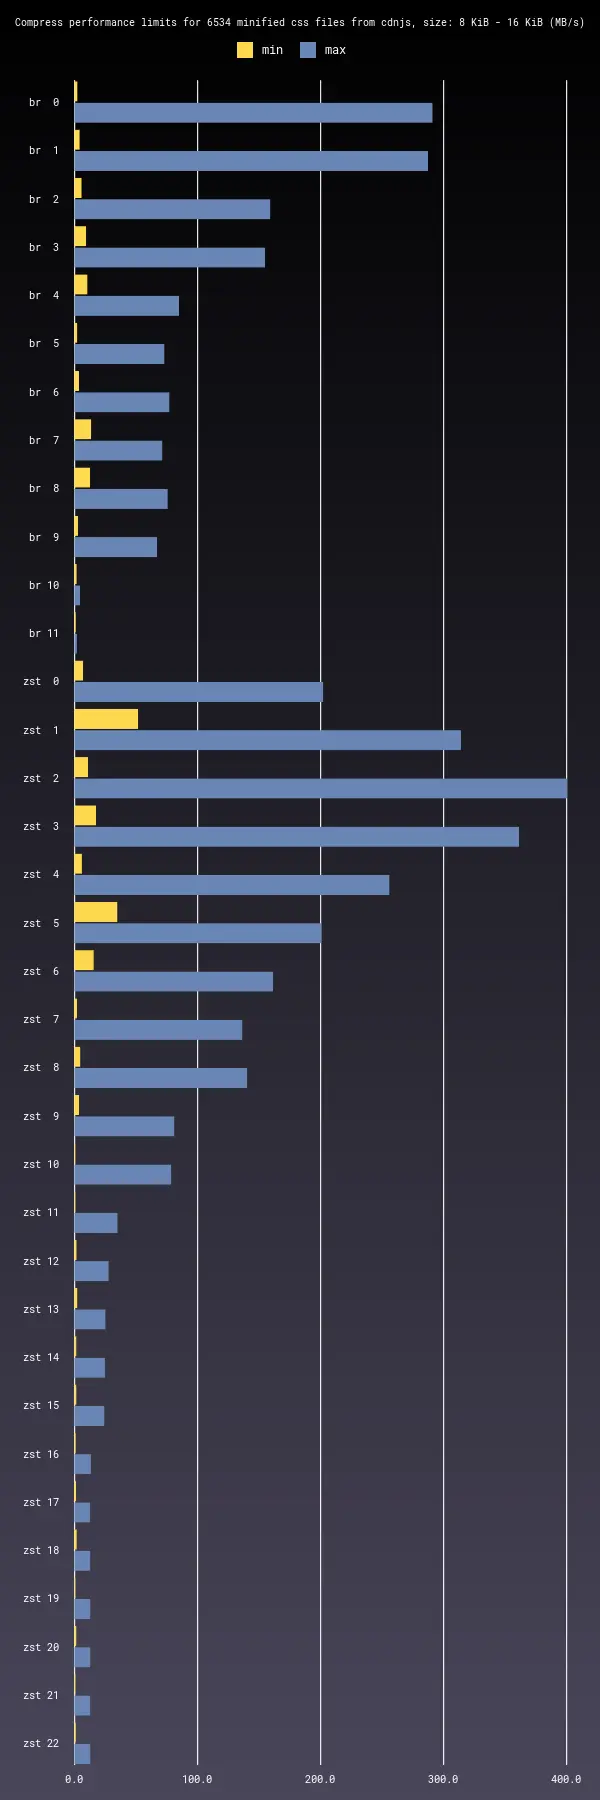 Compress performance limits for 6534 minified css files from cdnjs, size: 8 KiB - 16 KiB (MB/s)
min max
br 0
br 1
br 2
br 3
br 4
br 5
br 6
br 7
br 8
br 9
br 10
br 11
zst 0
zst 1
zst 2
zst 3
zst 4
zst 5
zst 6
zst 7
zst 8
zst 9
zst 10
zst 11
zst 12
zst 13
zst 14
zst 15
zst 16
zst 17
zst 18
zst 19
zst 20
zst 21
zst 22
0.0 100.0 200.0 300.0 400.0